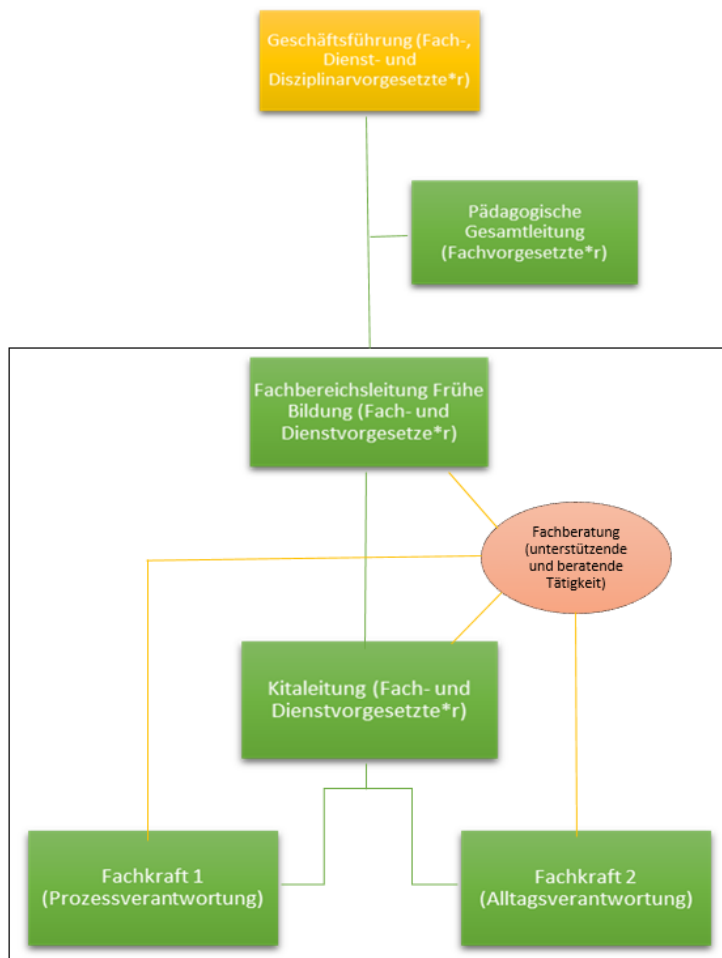 Geschäftsführung (Fach-,
Dienst- und
Disziplinarvorgesetzte*r)
Pädagogische
Gesamtleitung
(Fachvorgesetzte*r)
Fachbereichsleitung Frühe
Bildung (Fach- und
Dienstvorgesetze*r)
Fachberatung
(unterstützende
und beratende
Tätigkeit)
Kitaleitung (Fach- und
Dienstvorgesetzte*r)
Fachkraft 1
(Prozessverantwortung)
Fachkraft 2
(Alltagsverantwortung)